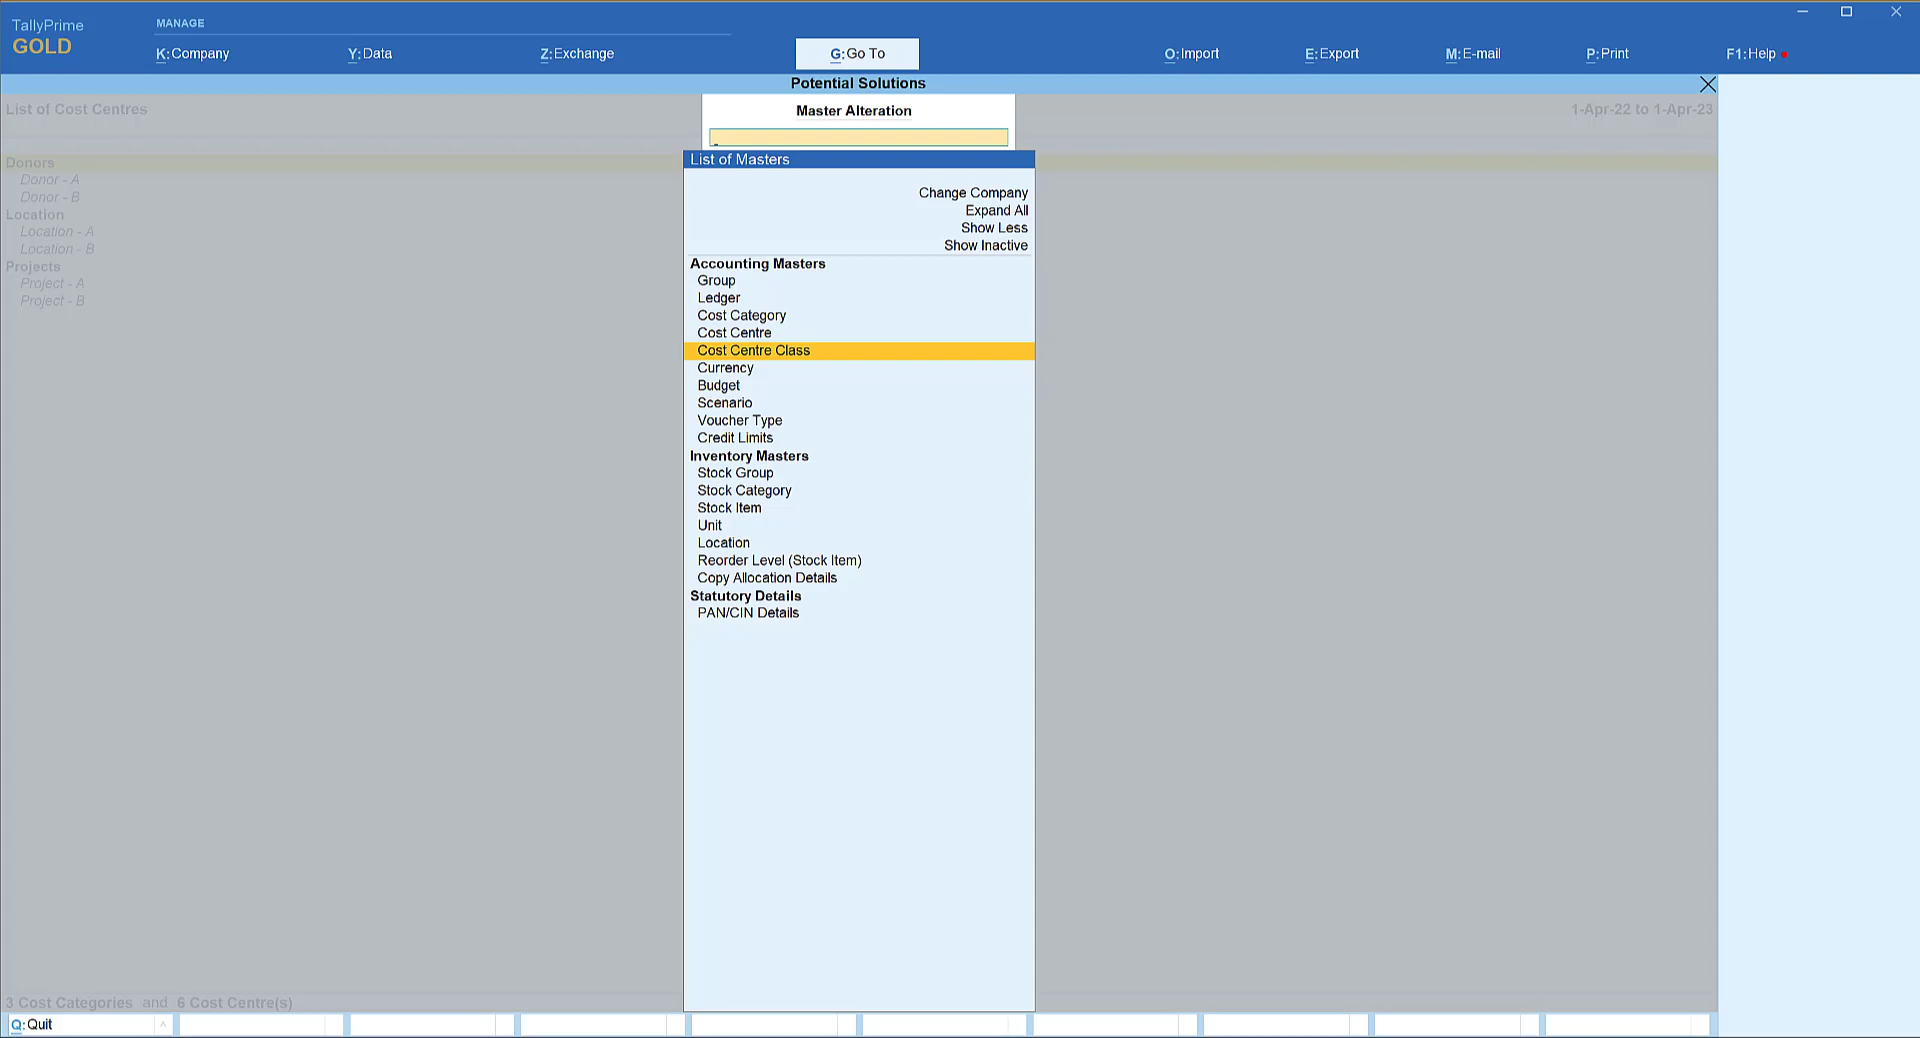 TallyPrime
GOLD
MANAGE
K:Company
Y:Data
Z:Exchange
G:Go To
O:Import
E:Export
M:E-mail
P:Print
F1:Help
Potential Solutions
List of Cost Centres
1-Apr-22 to 1-Apr-23
Donors
Donor - A
Donor - B
Location
Location - A
Location - B
Projects
Project - A
Project - B
Master Alteration
List of Masters
Change Company
Expand All
Show Less
Show Inactive
Accounting Masters
Group
Ledger
Cost Category
Cost Centre
Cost Centre Class
Currency
Budget
Scenario
Voucher Type
Credit Limits
Inventory Masters
Stock Group
Stock Category
Stock Item
Unit
Location
Reorder Level (Stock Item)
Copy Allocation Details
Statutory Details
PAN/CIN Details
3 Cost Categories and 6 Cost Centre(s)
Q:Quit